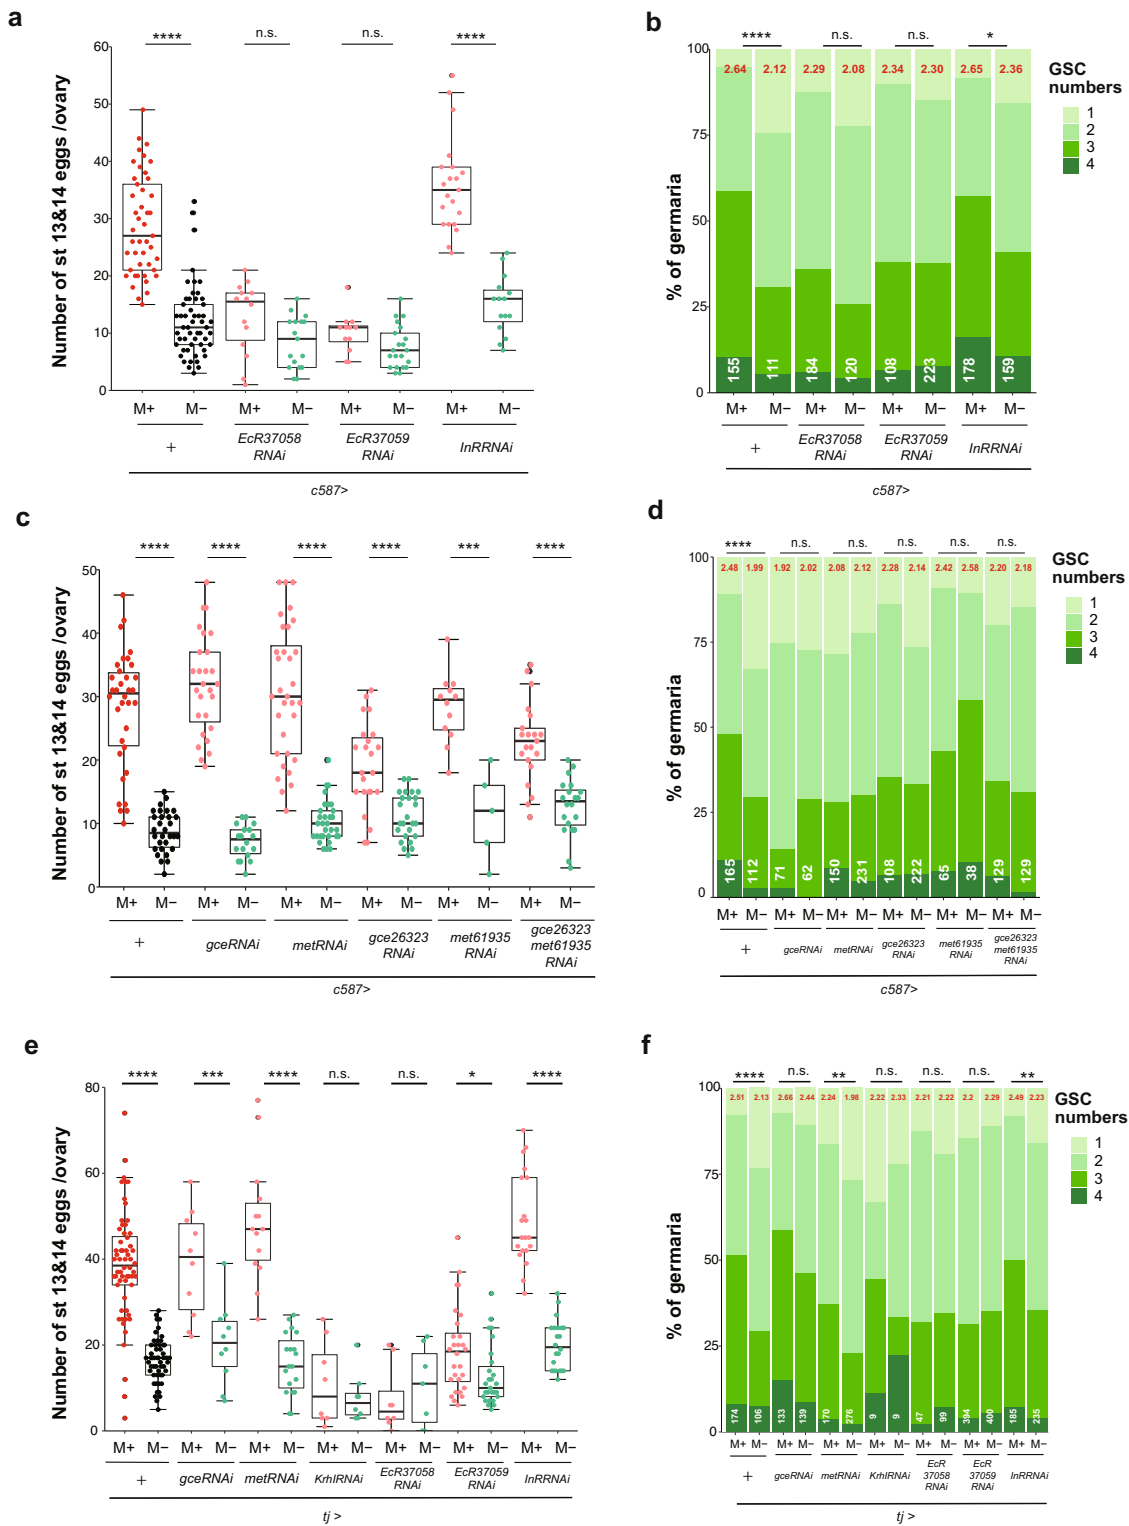 a
**** n.s. n.s. ****
Number of st 13&14 eggs /ovary
60
50
40
30
20
10
0
M+ M− M+ M− M+ M− M+ M−
+
EcR37058
RNAi
EcR37059
RNAi
InRRNAi
c587>
b
**** n.s. n.s. *
% of germaria
100
75
50
25
0
2.64 2.12 2.29 2.08 2.34 2.30 2.65 2.36
155 111 184 120 108 223 178 159
M+ M− M+ M− M+ M− M+ M−
+
EcR37058
RNAi
EcR37059
RNAi
InRRNAi
c587>
GSC
numbers
1
2
3
4
c
**** **** **** **** *** ****
Number of st 13&14 eggs /ovary
50
40
30
20
10
0
M+ M− M+ M− M+ M− M+ M− M+ M− M+ M−
+
gceRNAi
metRNAi
gce26323
RNAi
met61935
RNAi
gce26323
met61935
RNAi
c587>
d
**** n.s. n.s. n.s. n.s. n.s.
% of germaria
100
75
50
25
0
2.48 1.99 1.92 2.02 2.08 2.12 2.28 2.14 2.42 2.58 2.20 2.18
165 112 71 62 150 231 108 222 65 38 129 129
M+ M− M+ M− M+ M− M+ M− M+ M− M+ M−
+
gceRNAi
metRNAi
gce26323
RNAi
met61935
RNAi
gce26323
met61935
RNAi
c587>
GSC
numbers
1
2
3
4
e
**** *** **** n.s. n.s. * ****
Number of st 13&14 eggs /ovary
80
60
40
20
0
M+ M− M+ M− M+ M− M+ M− M+ M− M+ M− M+ M−
+
gceRNAi
metRNAi
KrhIRNAi
EcR37058
RNAi
EcR37059
RNAi
InRRNAi
tj >
f
**** n.s. ** n.s. n.s. n.s. **
% of germaria
100
75
50
25
0
2.51 2.13 2.66 2.44 2.24 1.98 2.22 2.33 2.21 2.22 2.2 2.29 2.49 2.23
174 106 133 139 170 276 9 9 47 99 394 400 185 235
M+ M− M+ M− M+ M− M+ M− M+ M− M+ M− M+ M−
+
gceRNAi
metRNAi
KrhIRNAi
EcR
37058
RNAi
EcR
37059
RNAi
InRRNAi
tj >
GSC
numbers
1
2
3
4